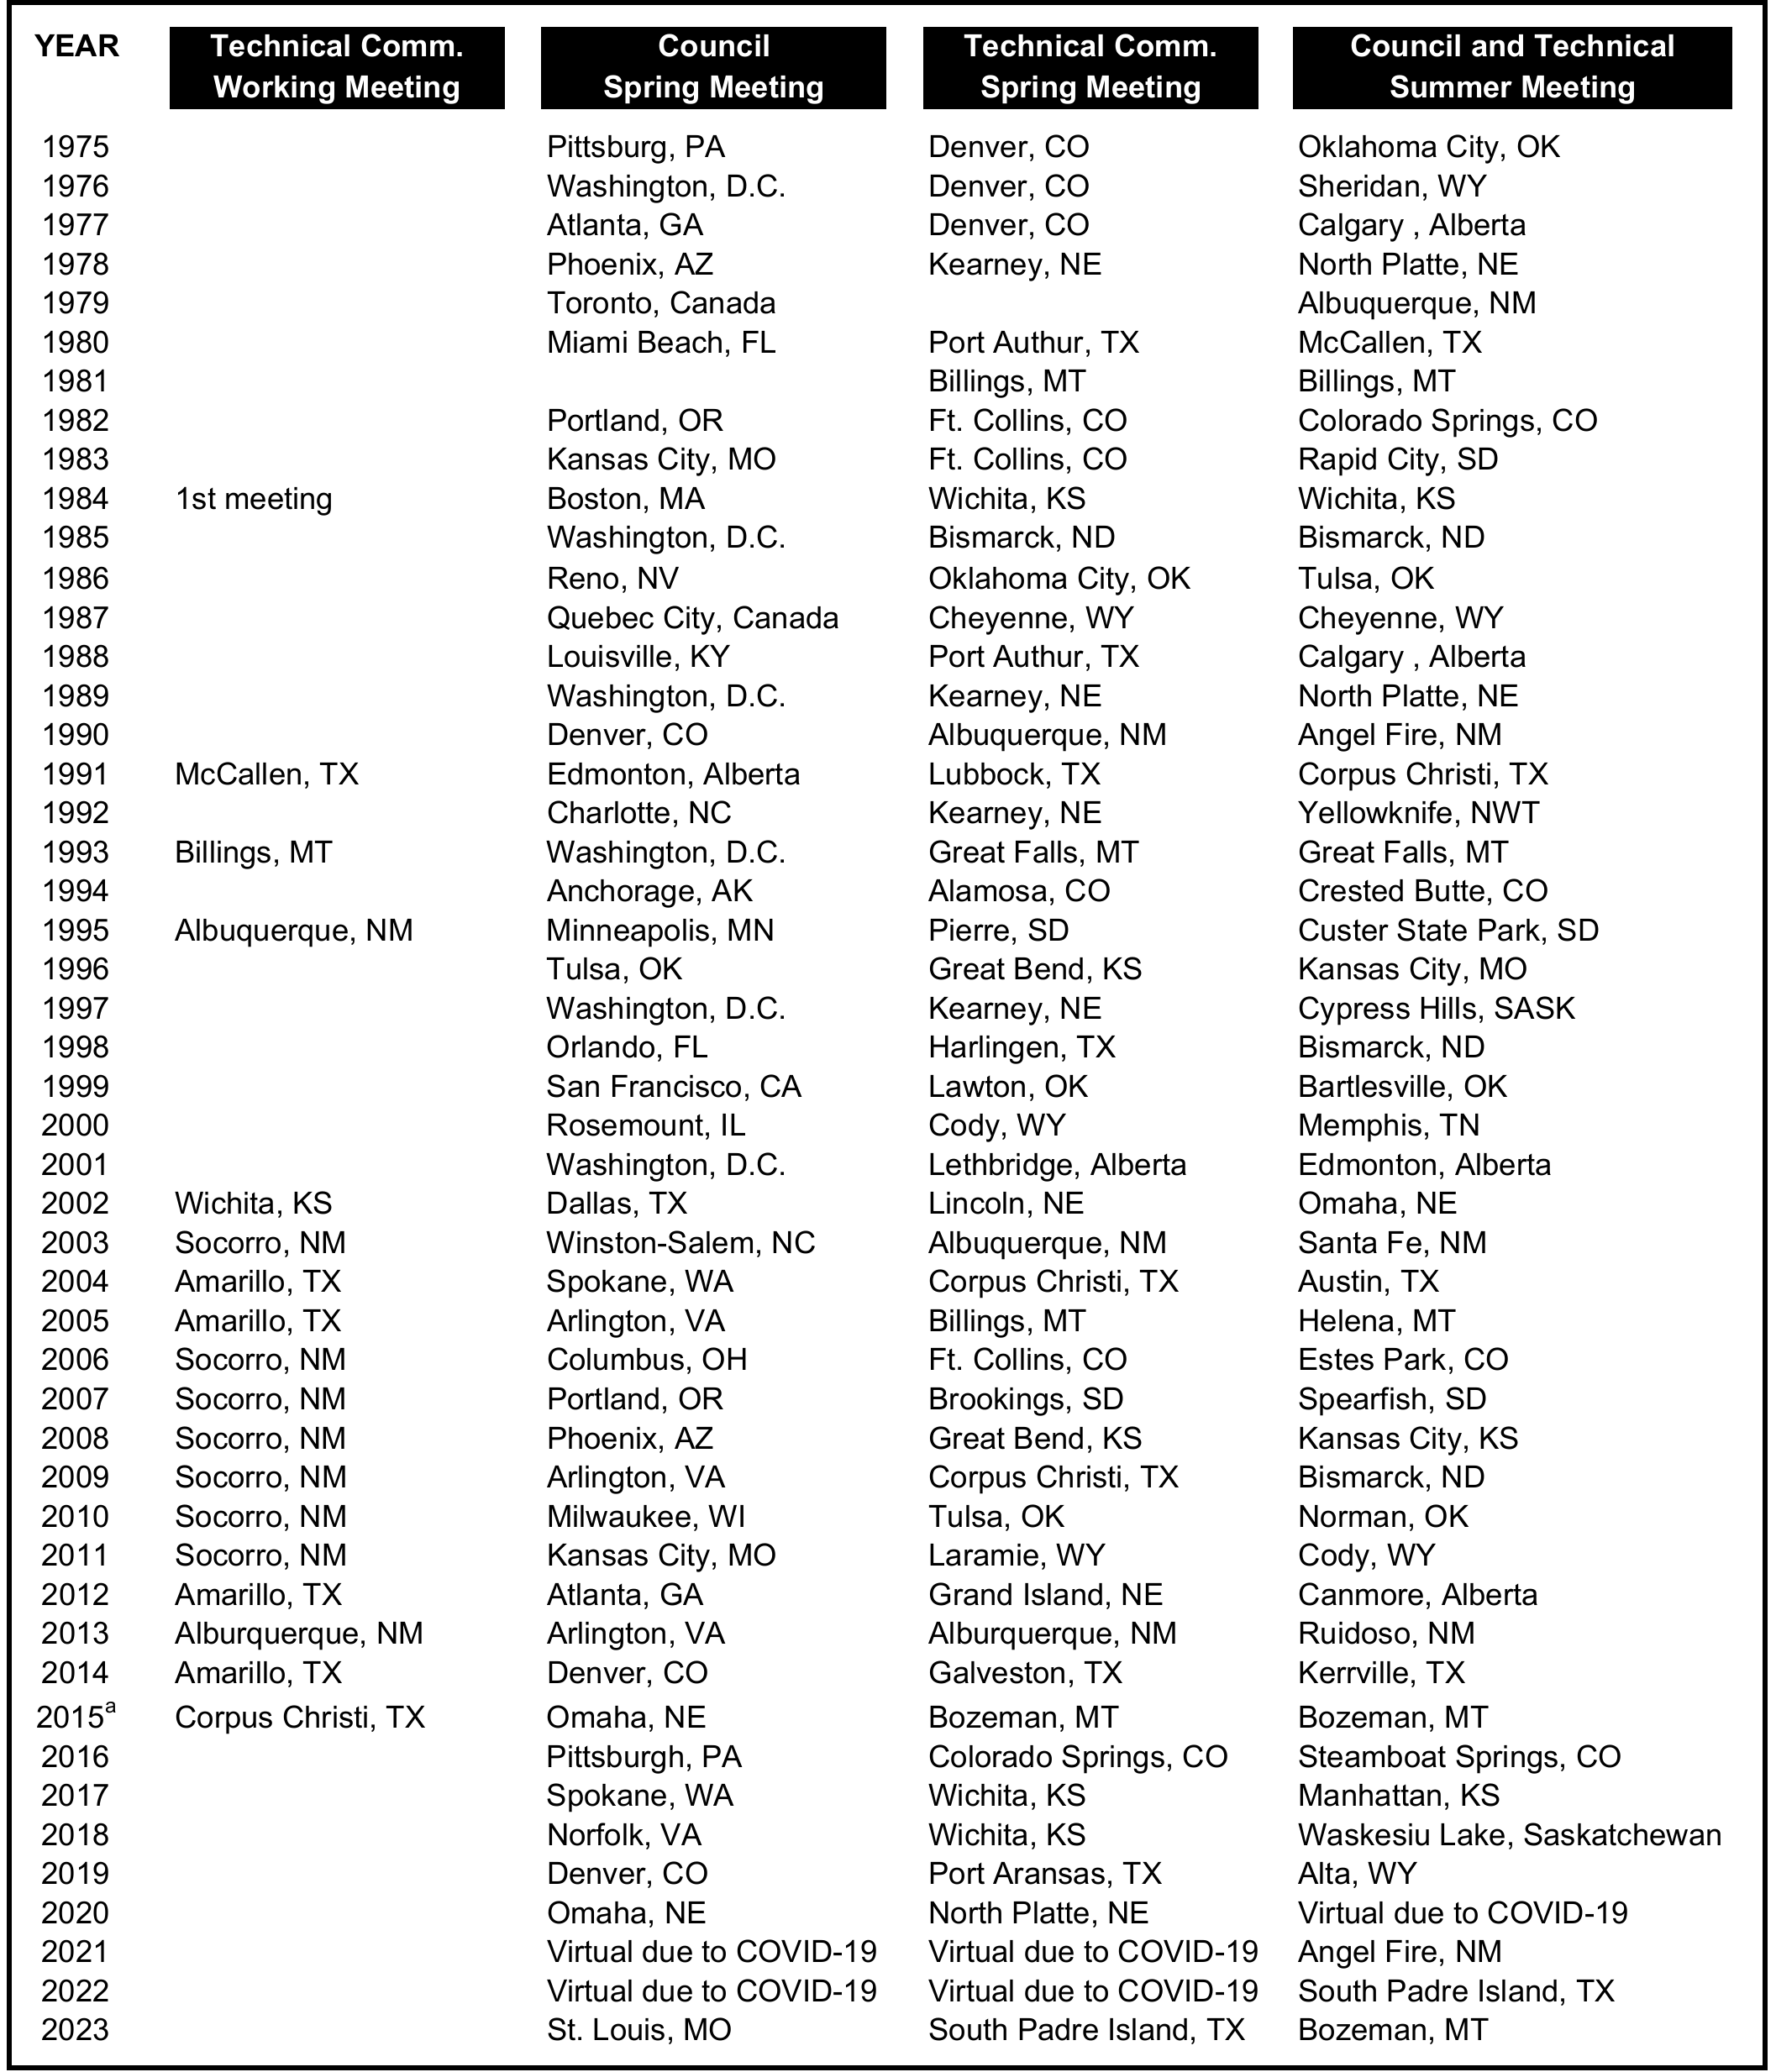 YEAR Technical Comm. Council Technical Comm. Council and Technical
Working Meeting Spring Meeting Spring Meeting Summer Meeting
1975 Pittsburg, PA Denver, CO Oklahoma City, OK
1976 Washington, D.C. Denver, CO Sheridan, WY
1977 Atlanta, GA Denver, CO Calgary , Alberta
1978 Phoenix, AZ Kearney, NE North Platte, NE
1979 Toronto, Canada Albuquerque, NM
1980 Miami Beach, FL Port Authur, TX McCallen, TX
1981 Billings, MT Billings, MT
1982 Portland, OR Ft. Collins, CO Colorado Springs, CO
1983 Kansas City, MO Ft. Collins, CO Rapid City, SD
1984 1st meeting Boston, MA Wichita, KS Wichita, KS
1985 Washington, D.C. Bismarck, ND Bismarck, ND
1986 Reno, NV Oklahoma City, OK Tulsa, OK
1987 Quebec City, Canada Cheyenne, WY Cheyenne, WY
1988 Louisville, KY Port Authur, TX Calgary , Alberta
1989 Washington, D.C. Kearney, NE North Platte, NE
1990 Denver, CO Albuquerque, NM Angel Fire, NM
1991 McCallen, TX Edmonton, Alberta Lubbock, TX Corpus Christi, TX
1992 Charlotte, NC Kearney, NE Yellowknife, NWT
1993 Billings, MT Washington, D.C. Great Falls, MT Great Falls, MT
1994 Anchorage, AK Alamosa, CO Crested Butte, CO
1995 Albuquerque, NM Minneapolis, MN Pierre, SD Custer State Park, SD
1996 Tulsa, OK Great Bend, KS Kansas City, MO
1997 Washington, D.C. Kearney, NE Cypress Hills, SASK
1998 Orlando, FL Harlingen, TX Bismarck, ND
1999 San Francisco, CA Lawton, OK Bartlesville, OK
2000 Rosemount, IL Cody, WY Memphis, TN
2001 Washington, D.C. Lethbridge, Alberta Edmonton, Alberta
2002 Wichita, KS Dallas, TX Lincoln, NE Omaha, NE
2003 Socorro, NM Winston-Salem, NC Albuquerque, NM Santa Fe, NM
2004 Amarillo, TX Spokane, WA Corpus Christi, TX Austin, TX
2005 Amarillo, TX Arlington, VA Billings, MT Helena, MT
2006 Socorro, NM Columbus, OH Ft. Collins, CO Estes Park, CO
2007 Socorro, NM Portland, OR Brookings, SD Spearfish, SD
2008 Socorro, NM Phoenix, AZ Great Bend, KS Kansas City, KS
2009 Socorro, NM Arlington, VA Corpus Christi, TX Bismarck, ND
2010 Socorro, NM Milwaukee, WI Tulsa, OK Norman, OK
2011 Socorro, NM Kansas City, MO Laramie, WY Cody, WY
2012 Amarillo, TX Atlanta, GA Grand Island, NE Canmore, Alberta
2013 Alburquerque, NM Arlington, VA Alburquerque, NM Ruidoso, NM
2014 Amarillo, TX Denver, CO Galveston, TX Kerrville, TX
2015ª Corpus Christi, TX Omaha, NE Bozeman, MT Bozeman, MT
2016 Pittsburgh, PA Colorado Springs, CO Steamboat Springs, CO
2017 Spokane, WA Wichita, KS Manhattan, KS
2018 Norfolk, VA Wichita, KS Waskesiu Lake, Saskatchewan
2019 Denver, CO Port Aransas, TX Alta, WY
2020 Omaha, NE North Platte, NE Virtual due to COVID-19
2021 Virtual due to COVID-19 Virtual due to COVID-19 Angel Fire, NM
2022 Virtual due to COVID-19 Virtual due to COVID-19 South Padre Island, TX
2023 St. Louis, MO South Padre Island, TX Bozeman, MT